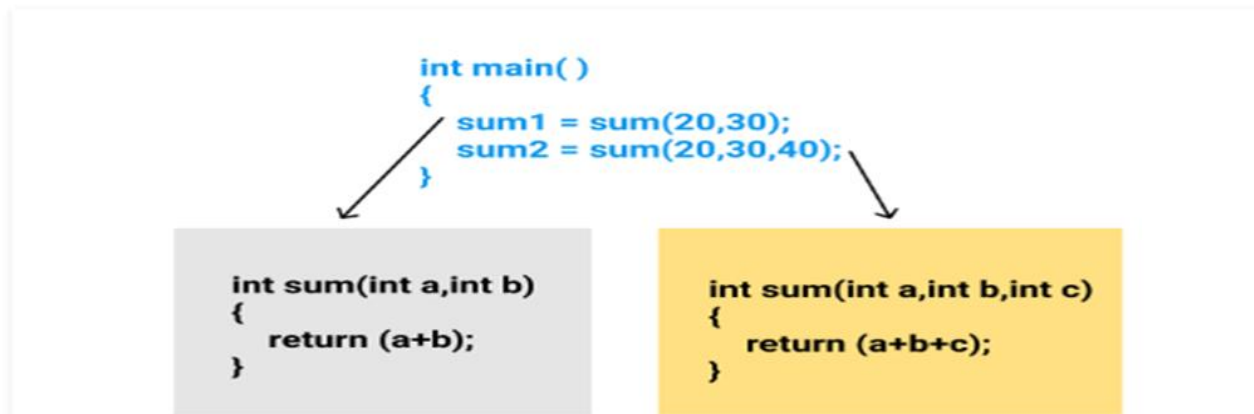 int main( )
{
sum1 = sum(20,30);
sum2 = sum(20,30,40);
}
int sum(int a,int b)
{
return (a+b);
}
int sum(int a,int b,int c)
{
return (a+b+c);
}